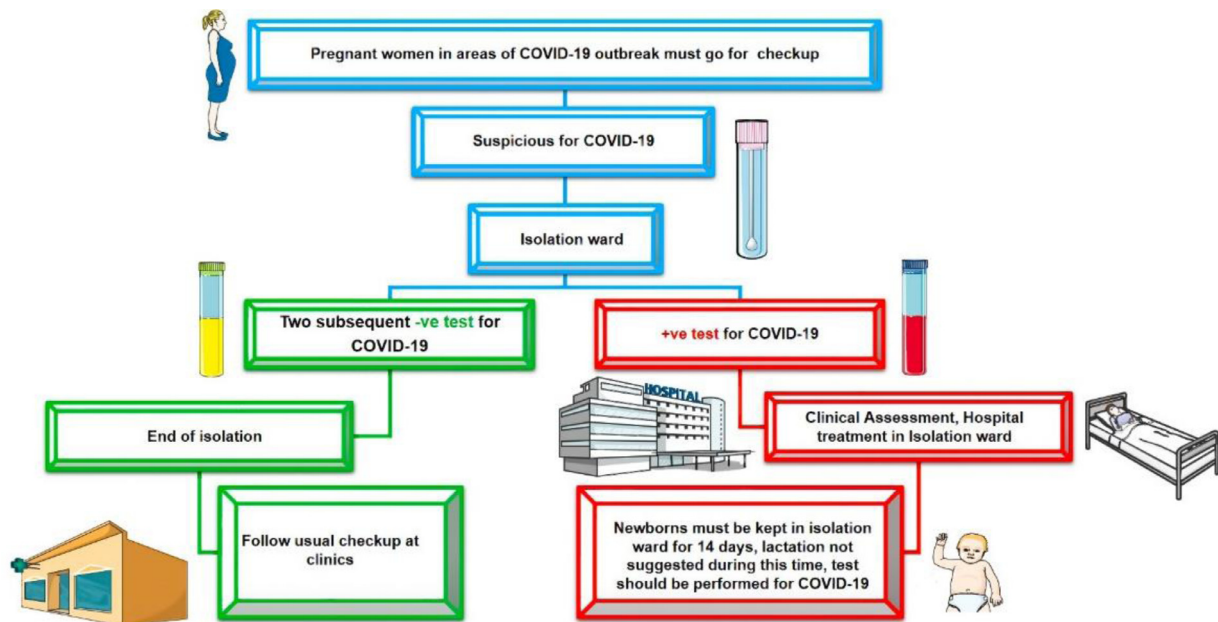 Pregnant women in areas of COVID-19 outbreak must go for checkup
Suspicious for COVID-19
Isolation ward
Two subsequent -ve test for
COVID-19
+ve test for COVID-19
HOSPITAL
End of isolation
Clinical Assessment, Hospital
treatment in Isolation ward
Follow usual checkup at
clinics
Newborns must be kept in isolation
ward for 14 days, lactation not
suggested during this time, test
should be performed for COVID-19